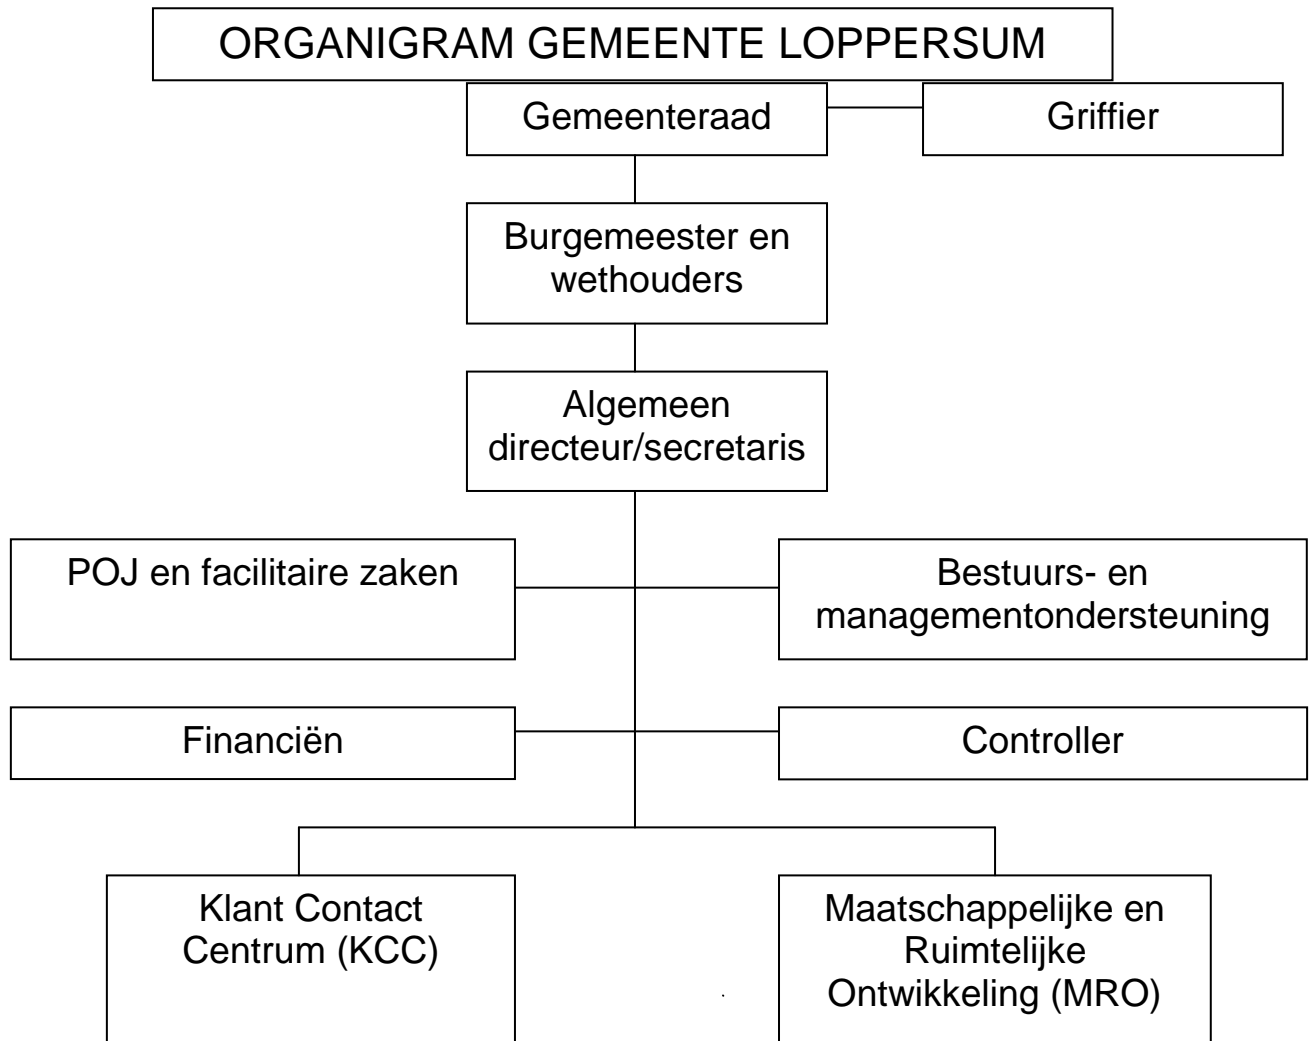 ORGANIGRAM GEMEENTE LOPPERSUM
Gemeenteraad
Griffier
Burgemeester en
wethouders
Algemeen
directeur/secretaris
POJ en facilitaire zaken
Bestuurs- en
managementondersteuning
Financiën
Controller
Klant Contact
Centrum (KCC)
Maatschappelijke en
Ruimtelijke
Ontwikkeling (MRO)